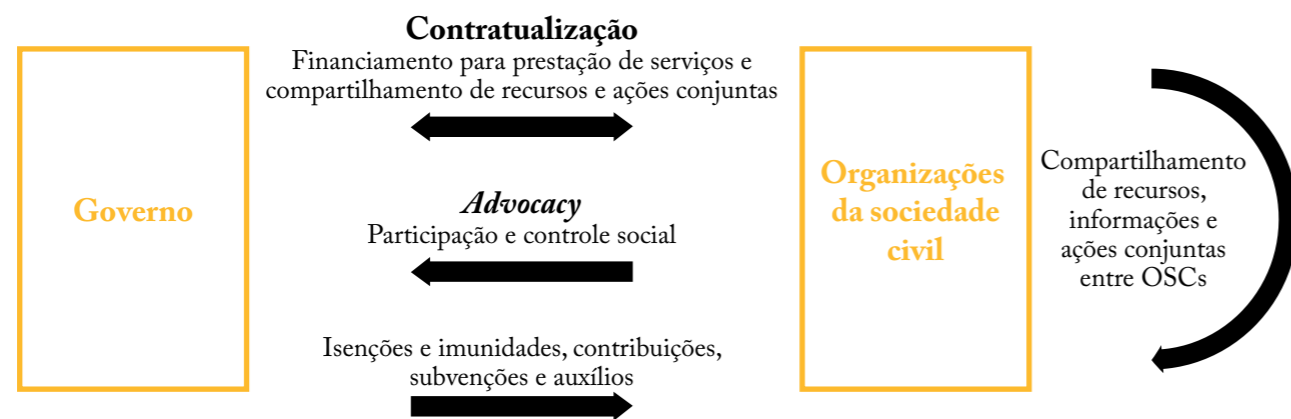 Contratualização
Financiamento para prestação de serviços e
compartilhamento de recursos e ações conjuntas
Governo
Advocacy
Participação e controle social
Isenções e imunidades, contribuições,
subvenções e auxílios
Organizações
da sociedade
civil
Compartilhamento
de recursos,
informações e
ações conjuntas
entre OSCs